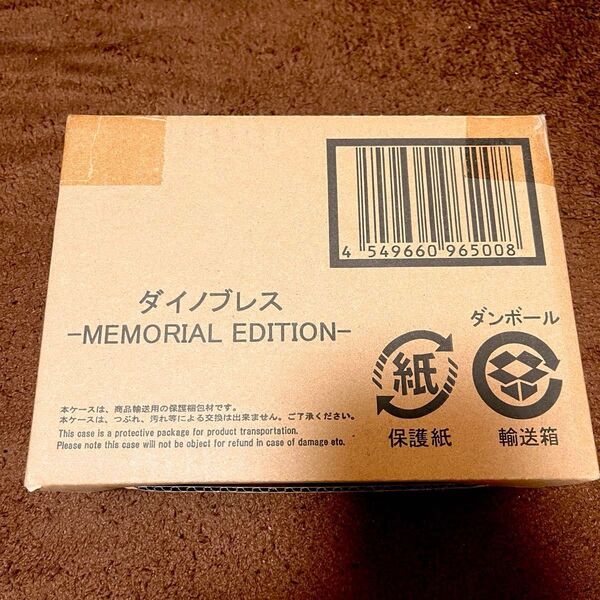 4 549660 965008
ダイノブレス
-MEMORIAL EDITION-
ダンボール
紙
保護紙
輸送箱
本ケースは、商品輸送用の保護梱包材です。
本ケースは、つぶれ、汚れ等による交換は出来ません。ご了承ください。
This case is a protective package for product transportation.
Please note this case will not be object for refund in case of damage etc.